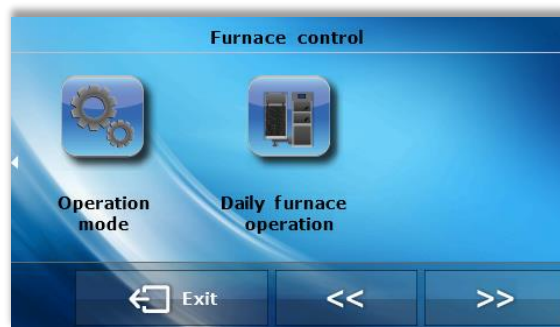 Furnace control
Operation
mode
Daily furnace
operation
Exit
<<
>>